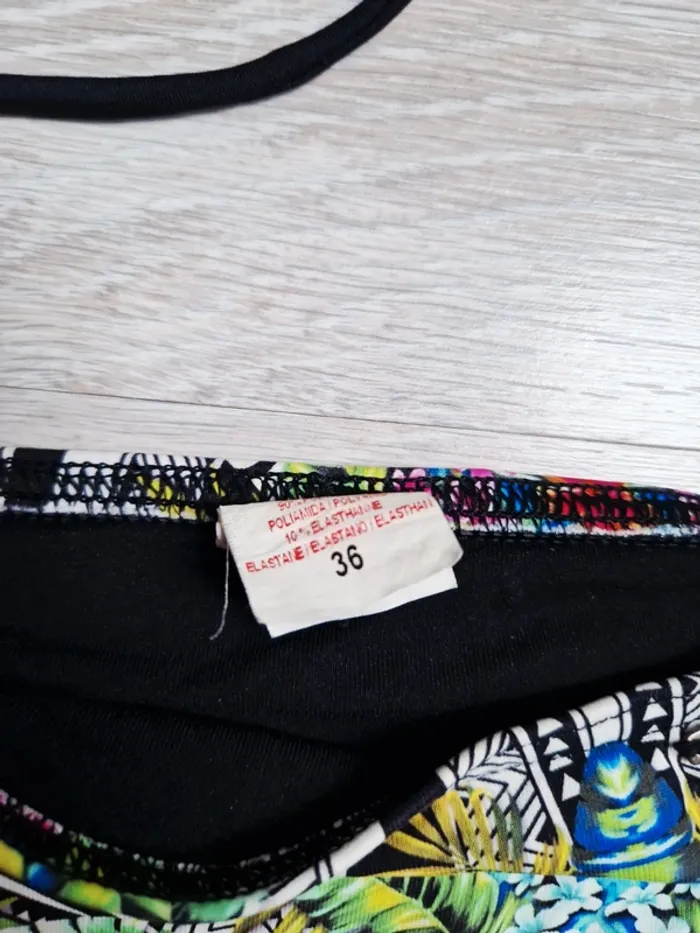 POLIAMIDA / POLY
10% ELASTHANNE
ELASTANE / ELASTANO / ELASTHAN
36